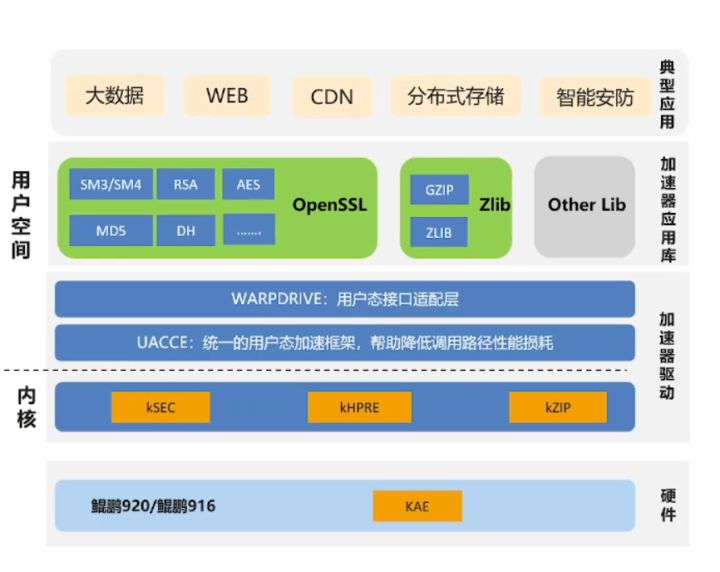 典型应用
大数据
WEB
CDN
分布式存储
智能安防
用户空间
加速器应用库
SM3/SM4
RSA
AES
MD5
DH
.......
OpenSSL
GZIP
ZLIB
Zlib
Other Lib
加速器驱动
WARPDRIVE：用户态接口适配层
UACCE：统一的用户态加速框架，帮助降低调用路径性能损耗
内核
kSEC
kHPRE
kZIP
硬件
鲲鹏920/鲲鹏916
KAE